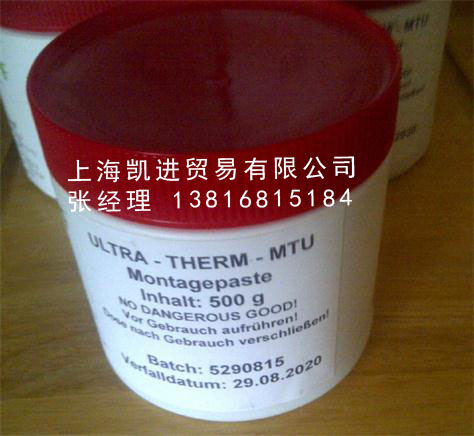 上海凯进贸易有限公司
张经理 13816815184
ULTRA - THERM - MTU
Montagepaste
Inhalt: 500 g
NO DANGEROUS GOOD!
Vor Gebrauch aufrühren!
Dose nach Gebrauch verschließen!
Batch: 5290815
Verfalldatum: 29.08.2020
- MTU